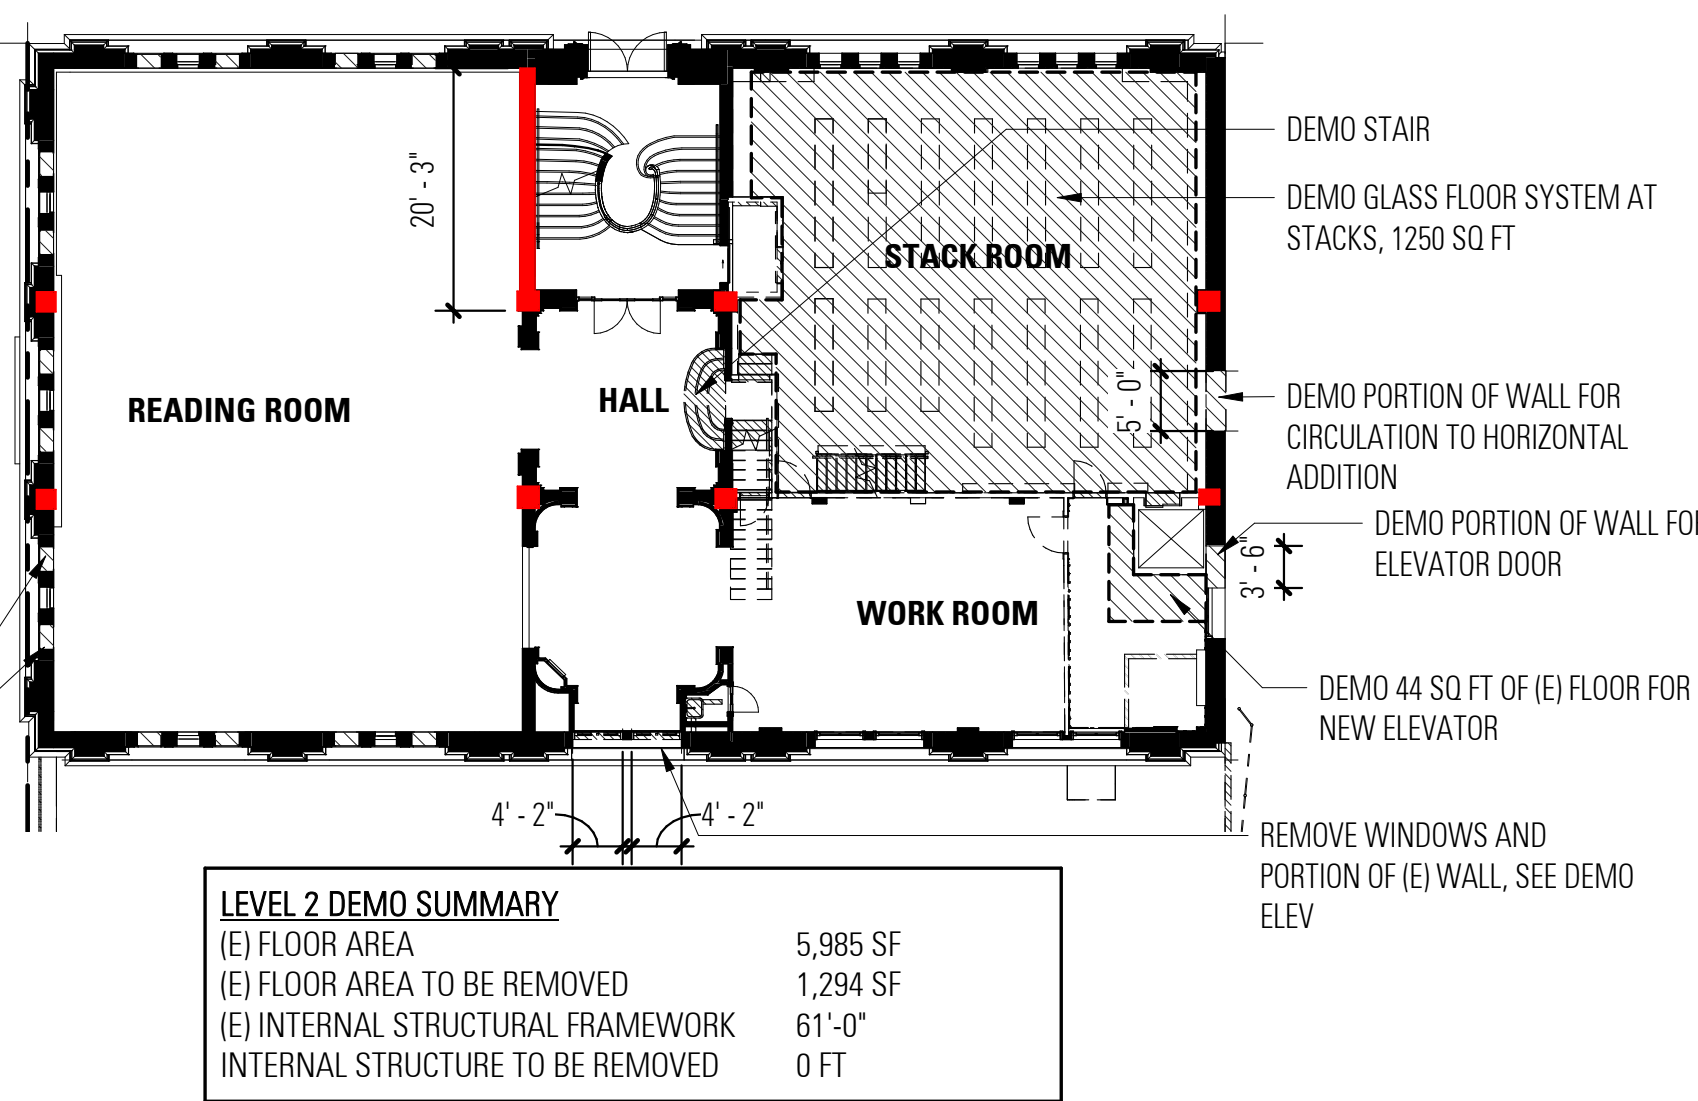 DEMO STAIR
DEMO GLASS FLOOR SYSTEM AT
STACKS, 1250 SQ FT
20' - 3"
STACK ROOM
READING ROOM
HALL
5' - 0"
DEMO PORTION OF WALL FOR
CIRCULATION TO HORIZONTAL
ADDITION
DEMO PORTION OF WALL FOR
ELEVATOR DOOR
3' - 6"
WORK ROOM
DEMO 44 SQ FT OF (E) FLOOR FOR
NEW ELEVATOR
4' - 2"
4' - 2"
REMOVE WINDOWS AND
PORTION OF (E) WALL, SEE DEMO
ELEV
LEVEL 2 DEMO SUMMARY
(E) FLOOR AREA 5,985 SF
(E) FLOOR AREA TO BE REMOVED 1,294 SF
(E) INTERNAL STRUCTURAL FRAMEWORK 61'-0"
INTERNAL STRUCTURE TO BE REMOVED 0 FT